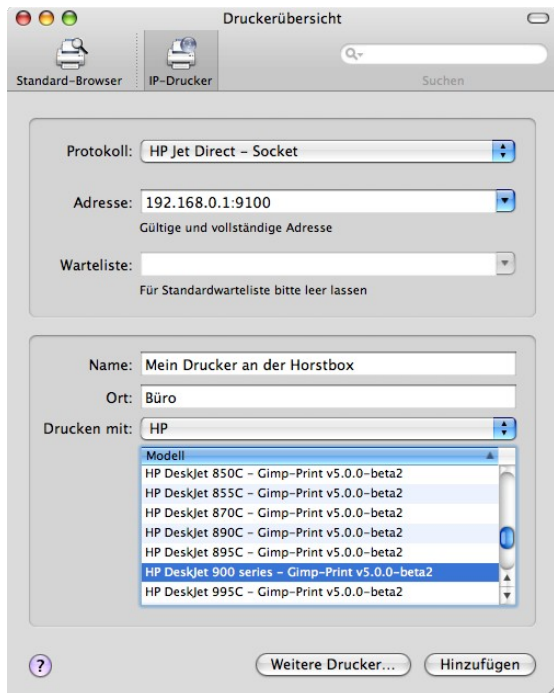 Druckerübersicht
Standard-Browser
IP-Drucker
Suchen
Protokoll: HP Jet Direct – Socket
Adresse: 192.168.0.1:9100
Gültige und vollständige Adresse
Warteliste:
Für Standardwarteliste bitte leer lassen
Name: Mein Drucker an der Horstbox
Ort: Büro
Drucken mit: HP
Modell
HP DeskJet 850C – Gimp-Print v5.0.0-beta2
HP DeskJet 855C – Gimp-Print v5.0.0-beta2
HP DeskJet 870C – Gimp-Print v5.0.0-beta2
HP DeskJet 890C – Gimp-Print v5.0.0-beta2
HP DeskJet 895C – Gimp-Print v5.0.0-beta2
HP DeskJet 900 series – Gimp-Print v5.0.0-beta2
HP DeskJet 995C – Gimp-Print v5.0.0-beta2
? Weitere Drucker... Hinzufügen